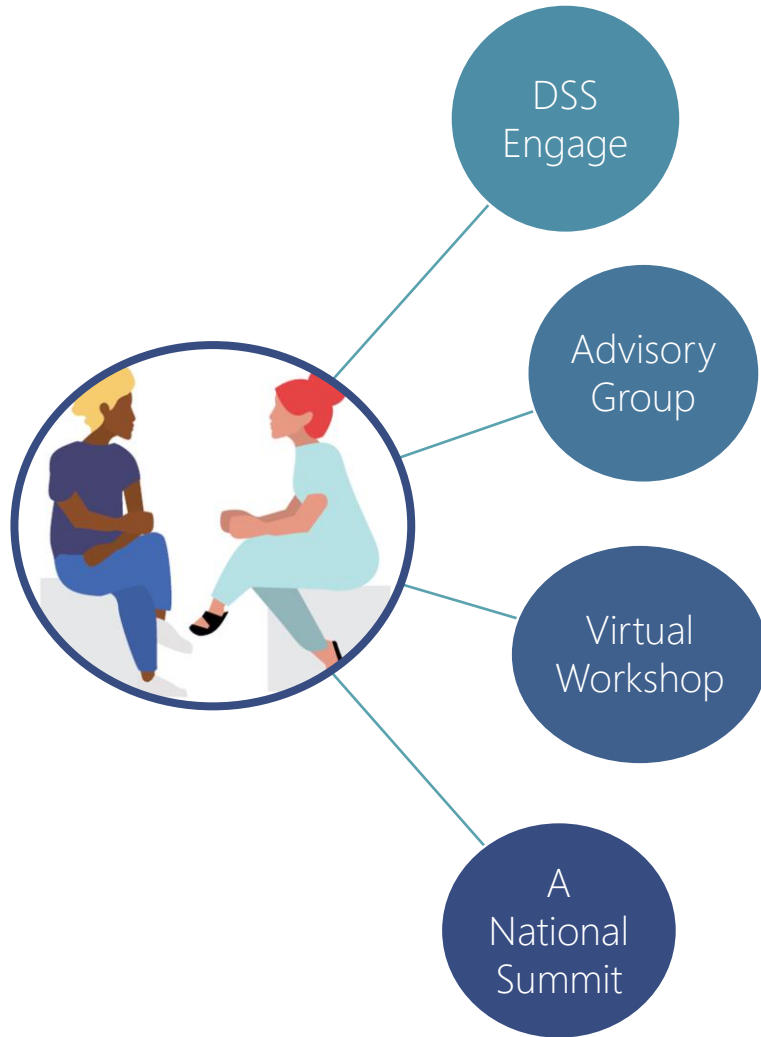 DSS
Engage
Advisory
Group
Virtual
Workshop
A
National
Summit